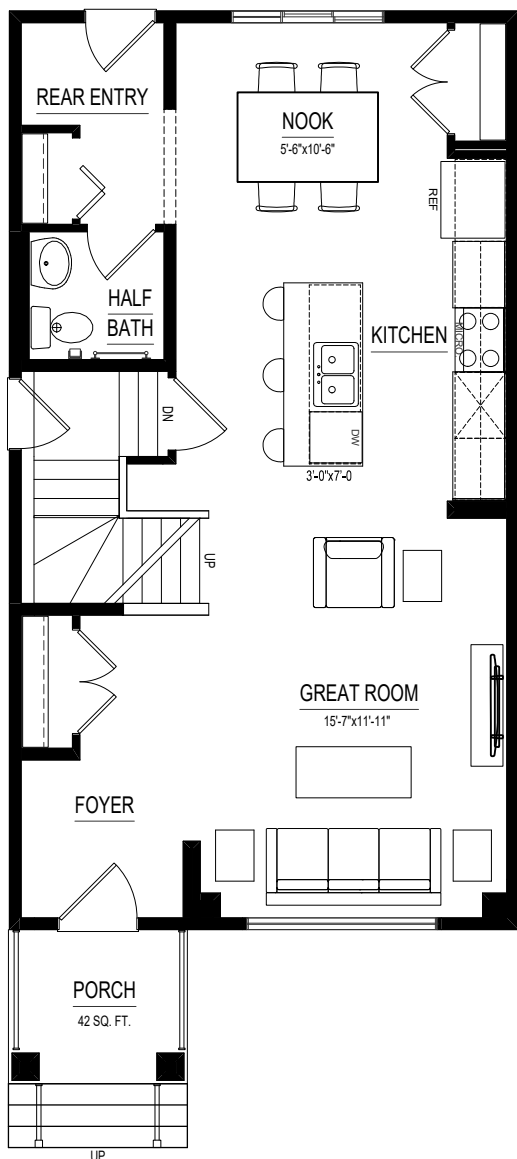 REAR ENTRY
NOOK
5'-6"x10'-6"
REF
HALF
BATH
KITCHEN
MICRO
DN
DW
3'-0"x7'-0
UP
GREAT ROOM
15'-7"x11'-11"
FOYER
PORCH
42 SQ. FT.
UP